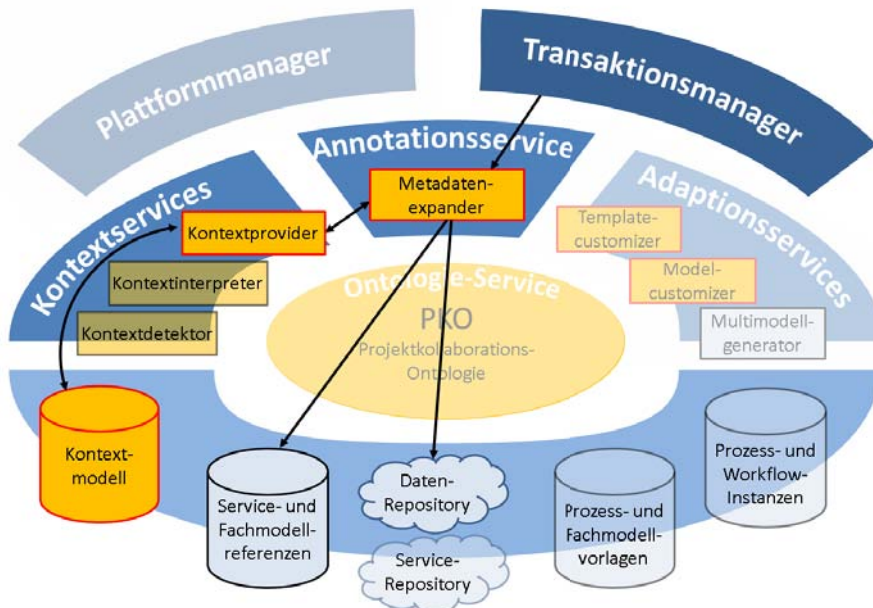 Plattformmanager
Transaktionsmanager
Annotationsservice
Metadaten-
expander
Kontextservices
Kontextprovider
Kontextinterpreter
Kontextdetektor
Adaptionsservices
Template-
customizer
Model-
customizer
Multimodell-
generator
Ontologie-Service
PKO
Projektkollaborations-
Ontologie
Kontext-
modell
Service- und
Fachmodell-
referenzen
Daten-
Repository
Service-
Repository
Prozess- und
Fachmodell-
vorlagen
Prozess- und
Workflow-
Instanzen